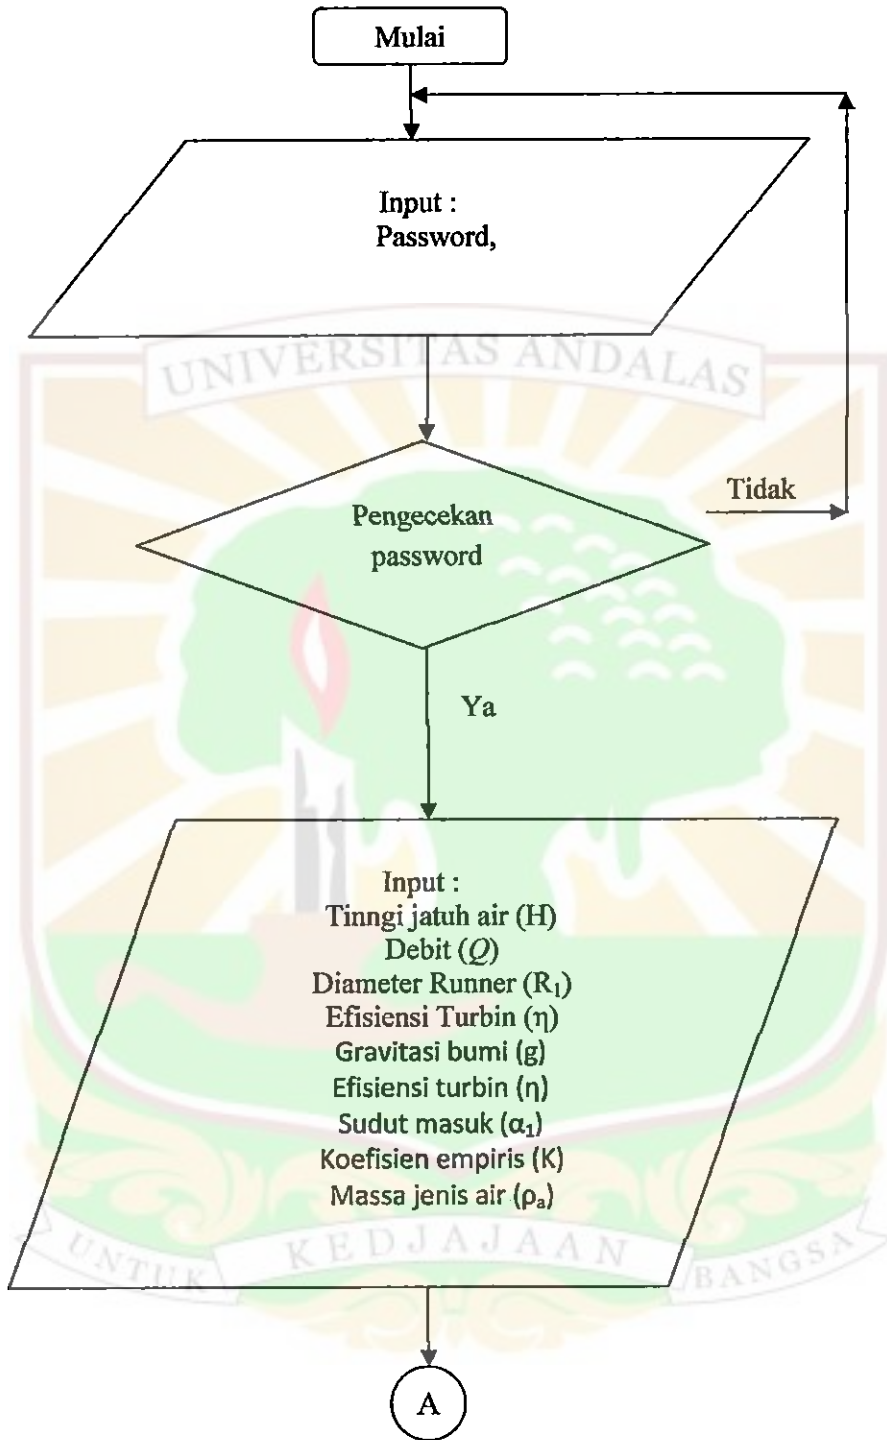 Mulai
Input :
Password,
UNIVERSITAS ANDALAS
Pengecekan
password
Tidak
Ya
Input :
Tinngi jatuh air (H)
Debit (Q)
Diameter Runner (R₁)
Efisiensi Turbin (η)
Gravitasi bumi (g)
Efisiensi turbin (η)
Sudut masuk (α₁)
Koefisien empiris (K)
Massa jenis air (ρₐ)
UNTUK KEDJAJAAN BANGSA
A